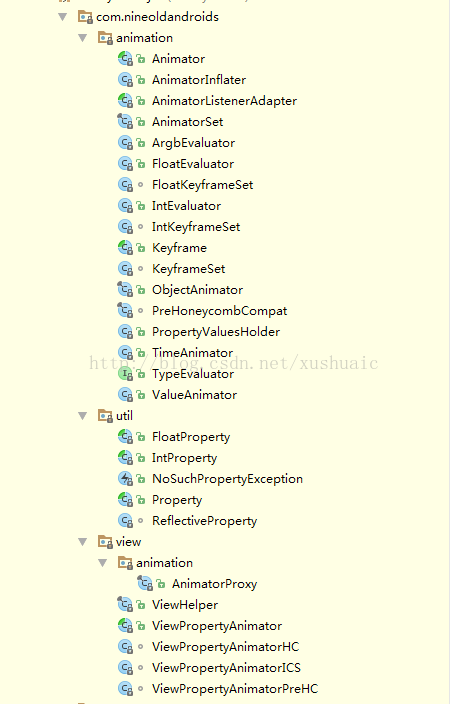 com.nineoldandroids
animation
Animator
AnimatorInflater
AnimatorListenerAdapter
AnimatorSet
ArgbEvaluator
FloatEvaluator
FloatKeyframeSet
IntEvaluator
IntKeyframeSet
Keyframe
KeyframeSet
ObjectAnimator
PreHoneycombCompat
PropertyValuesHolder
TimeAnimator
http://blog.csdn.net/xushuaic
TypeEvaluator
ValueAnimator
util
FloatProperty
IntProperty
NoSuchPropertyException
Property
ReflectiveProperty
view
animation
AnimatorProxy
ViewHelper
ViewPropertyAnimator
ViewPropertyAnimatorHC
ViewPropertyAnimatorICS
ViewPropertyAnimatorPreHC